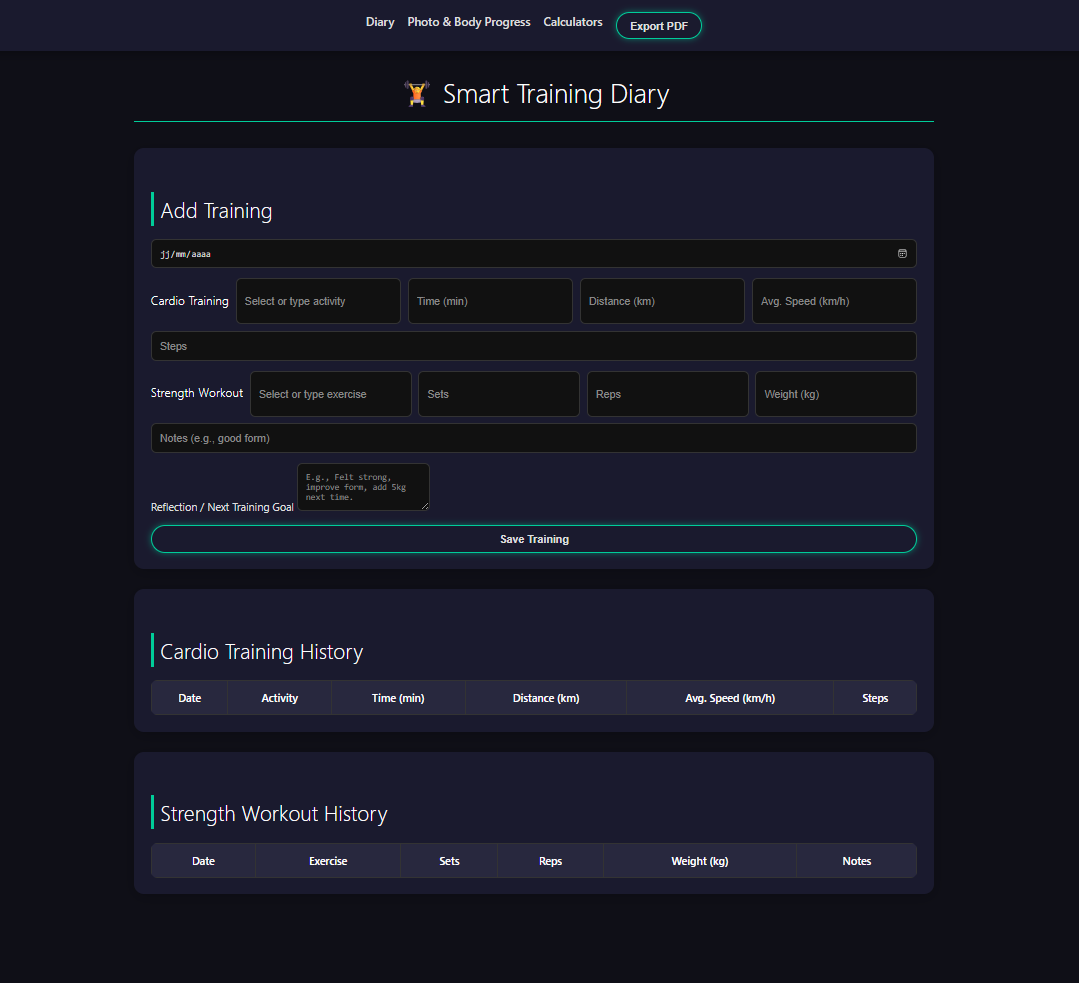 Diary Photo & Body Progress Calculators Export PDF
Smart Training Diary
Add Training
jj/mm/aaaa
Cardio Training Select or type activity Time (min) Distance (km) Avg. Speed (km/h)
Steps
Strength Workout Select or type exercise Sets Reps Weight (kg)
Notes (e.g., good form)
E.g., Felt strong,
improve form, add 5kg
next time.
Reflection / Next Training Goal
Save Training
Cardio Training History
Date Activity Time (min) Distance (km) Avg. Speed (km/h) Steps
Strength Workout History
Date Exercise Sets Reps Weight (kg) Notes